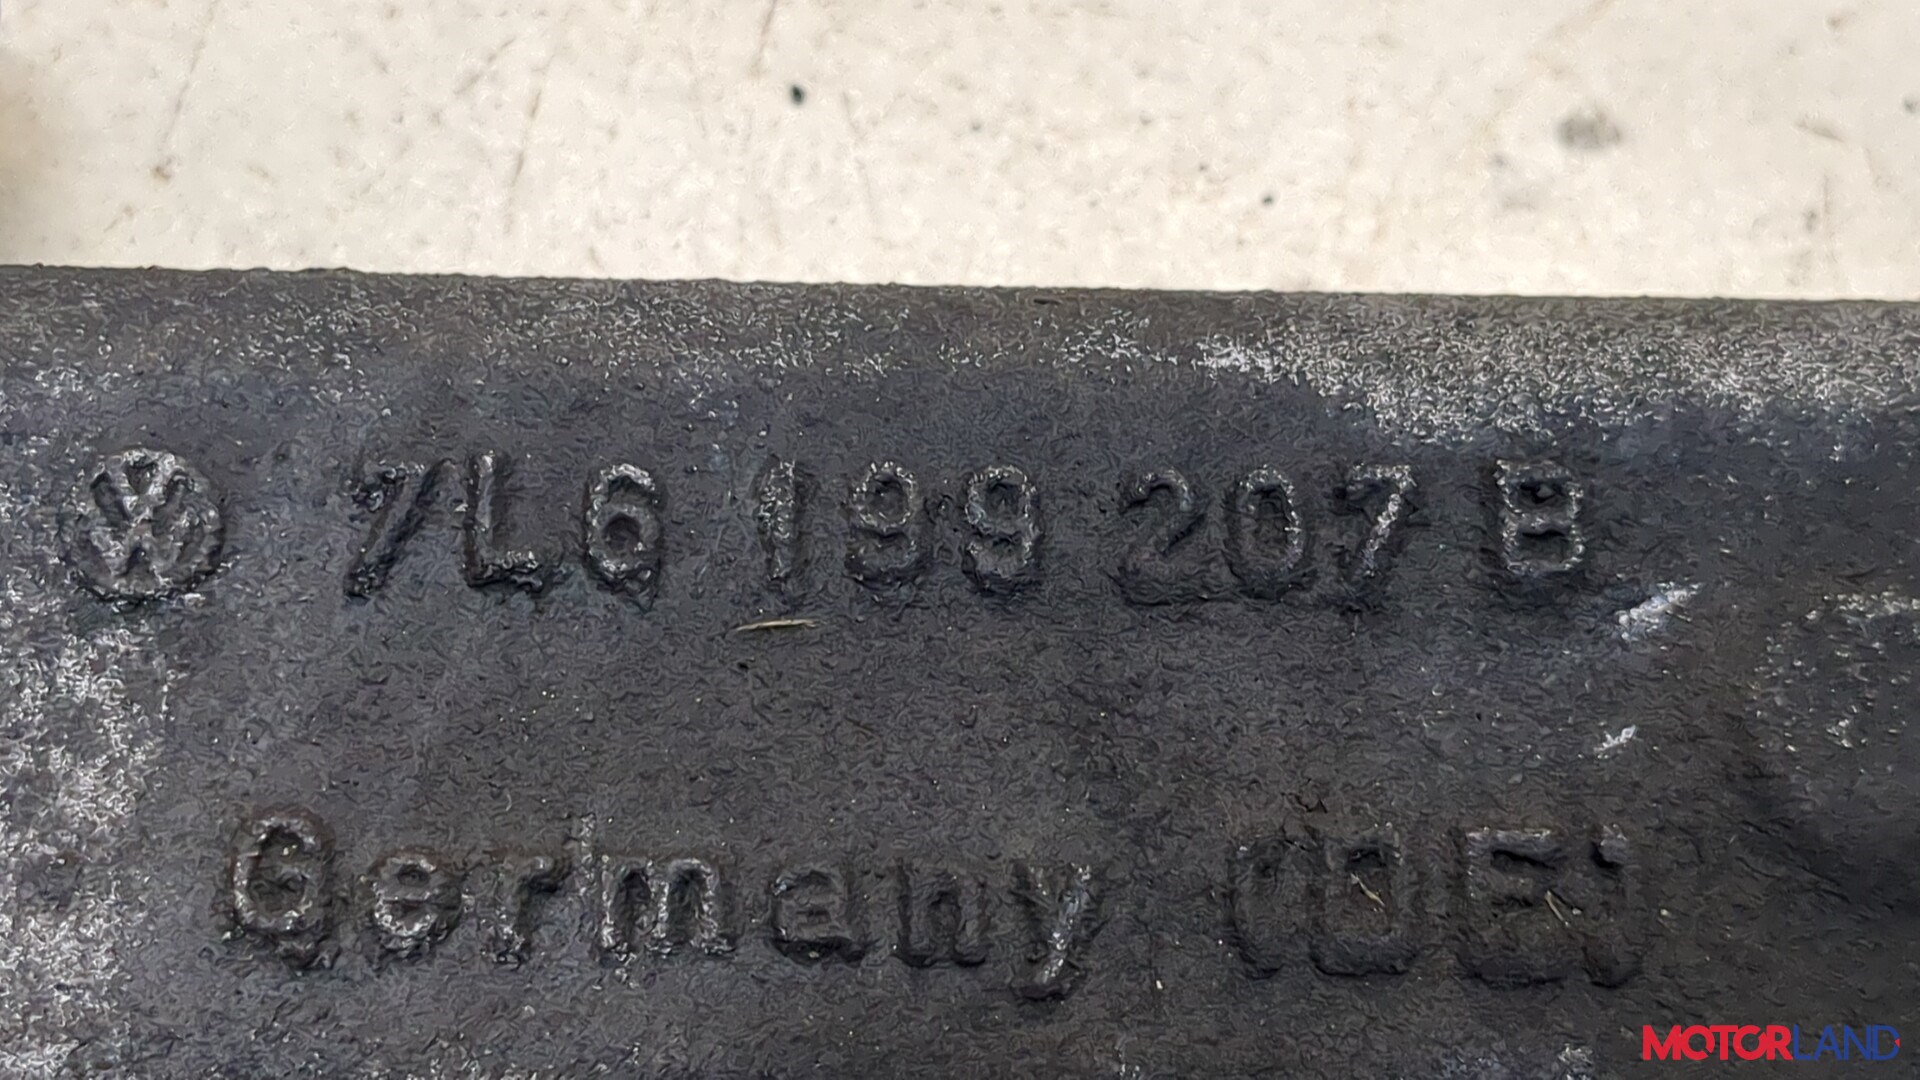 7L6 199 207 B
Germany (DE)
MOTORLAND